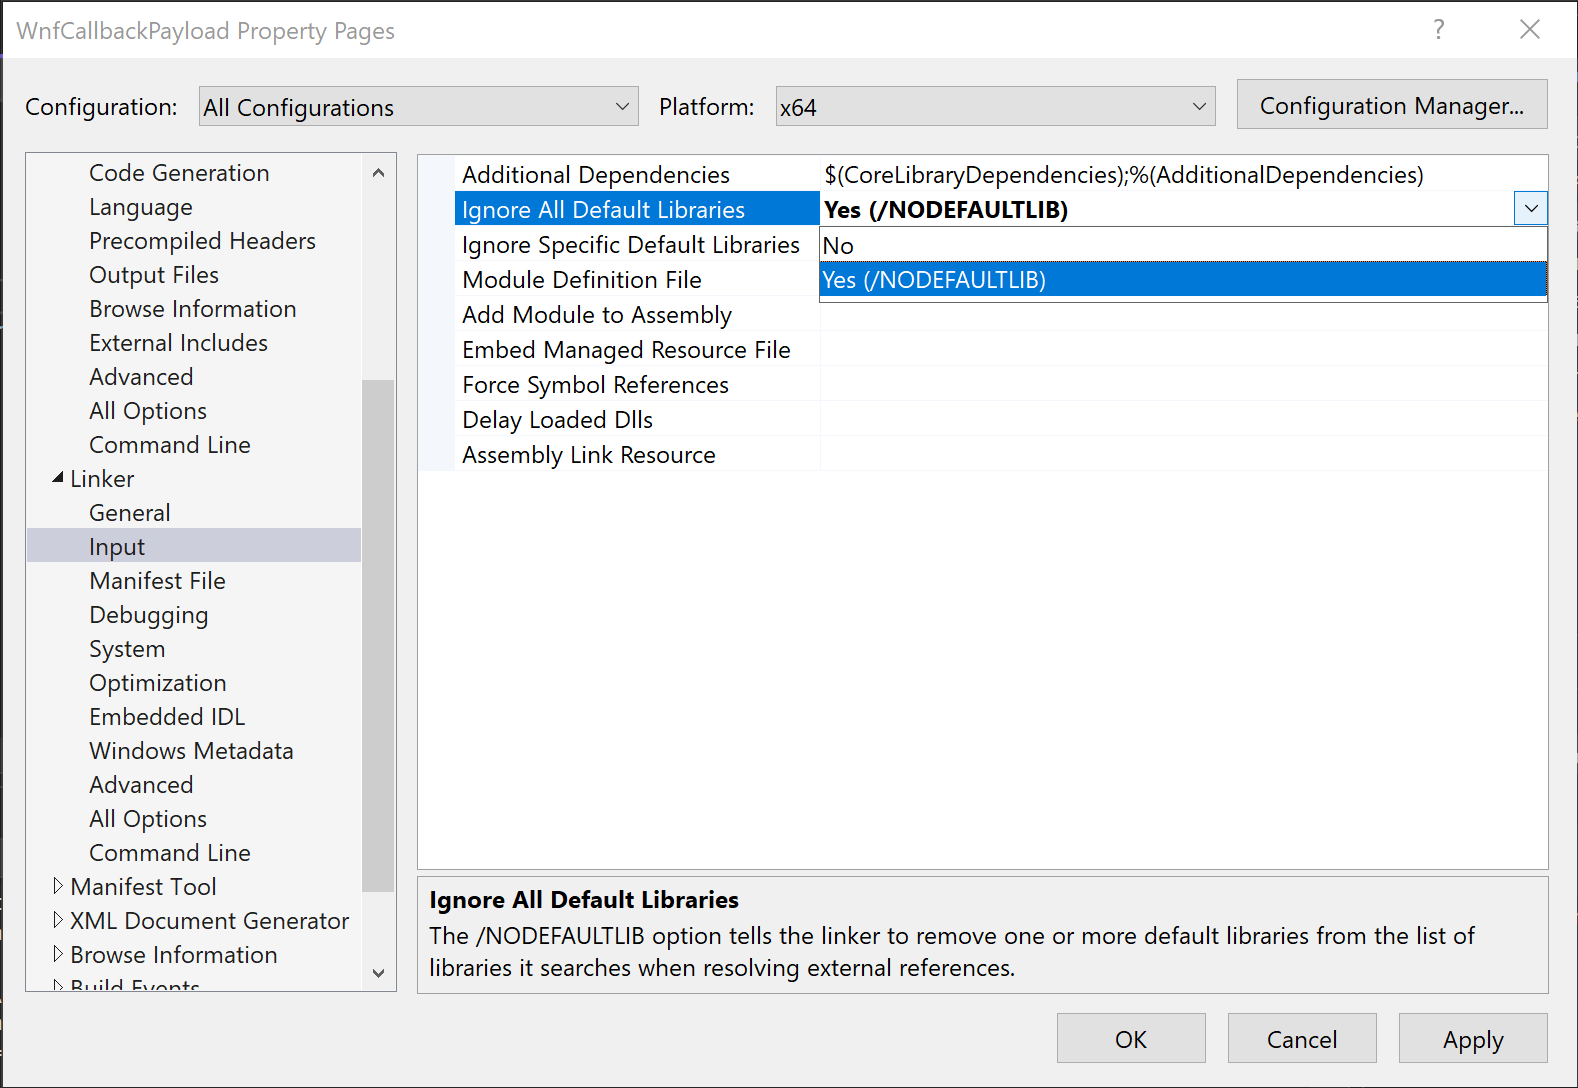 WnfCallbackPayload Property Pages
?
Configuration:
All Configurations
Platform:
x64
Configuration Manager...
Code Generation
Language
Precompiled Headers
Output Files
Browse Information
External Includes
Advanced
All Options
Command Line
Linker
General
Input
Manifest File
Debugging
System
Optimization
Embedded IDL
Windows Metadata
Advanced
All Options
Command Line
Manifest Tool
XML Document Generator
Browse Information
Build Events
Additional Dependencies
$(CoreLibraryDependencies);%(AdditionalDependencies)
Ignore All Default Libraries
Yes (/NODEFAULTLIB)
Ignore Specific Default Libraries
No
Module Definition File
Yes (/NODEFAULTLIB)
Add Module to Assembly
Embed Managed Resource File
Force Symbol References
Delay Loaded Dlls
Assembly Link Resource
Ignore All Default Libraries
The /NODEFAULTLIB option tells the linker to remove one or more default libraries from the list of
libraries it searches when resolving external references.
OK
Cancel
Apply